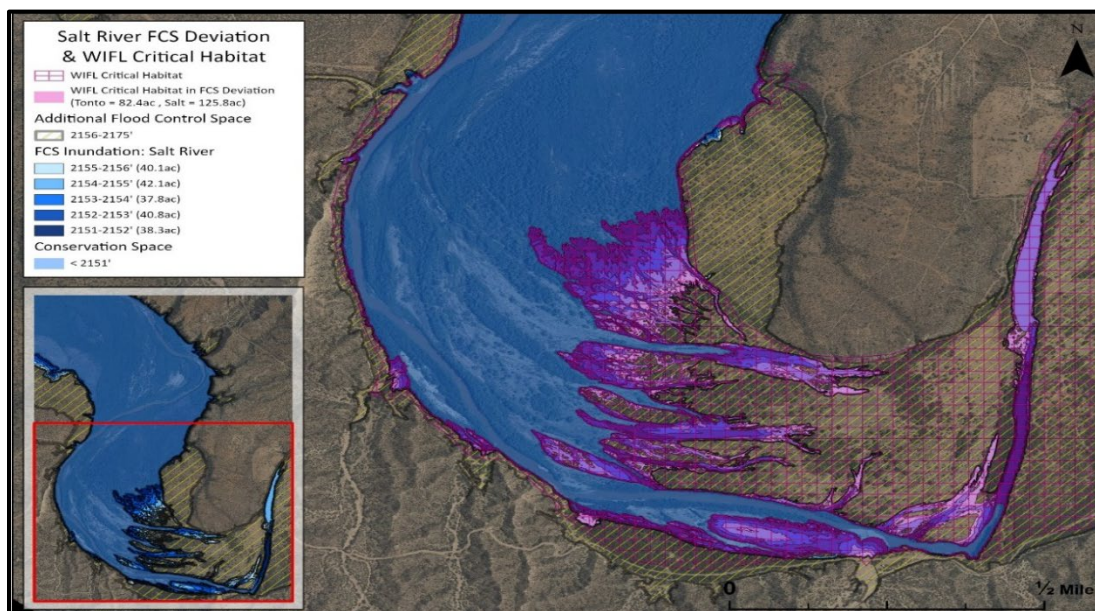 Salt River FCS Deviation
& WIFL Critical Habitat
WIFL Critical Habitat
WIFL Critical Habitat in FCS Deviation
(Tonto = 82.4ac , Salt = 125.8ac)
Additional Flood Control Space
2156-2175'
FCS Inundation: Salt River
2155-2156' (40.1ac)
2154-2155' (42.1ac)
2153-2154' (37.8ac)
2152-2153' (40.8ac)
2151-2152' (38.3ac)
Conservation Space
< 2151'
N
0 ½ Mile